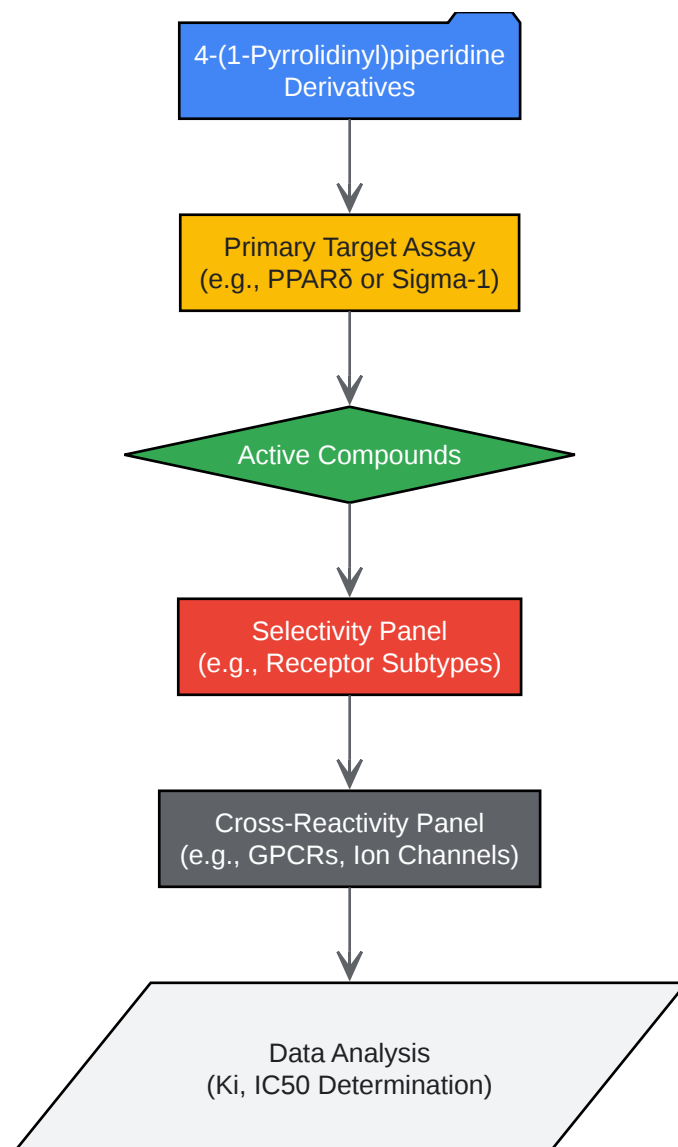 4-(1-Pyrrolidinyl)piperidine
Derivatives
Primary Target Assay
(e.g., PPARδ or Sigma-1)
Active Compounds
Selectivity Panel
(e.g., Receptor Subtypes)
Cross-Reactivity Panel
(e.g., GPCRs, Ion Channels)
Data Analysis
(Ki, IC50 Determination)